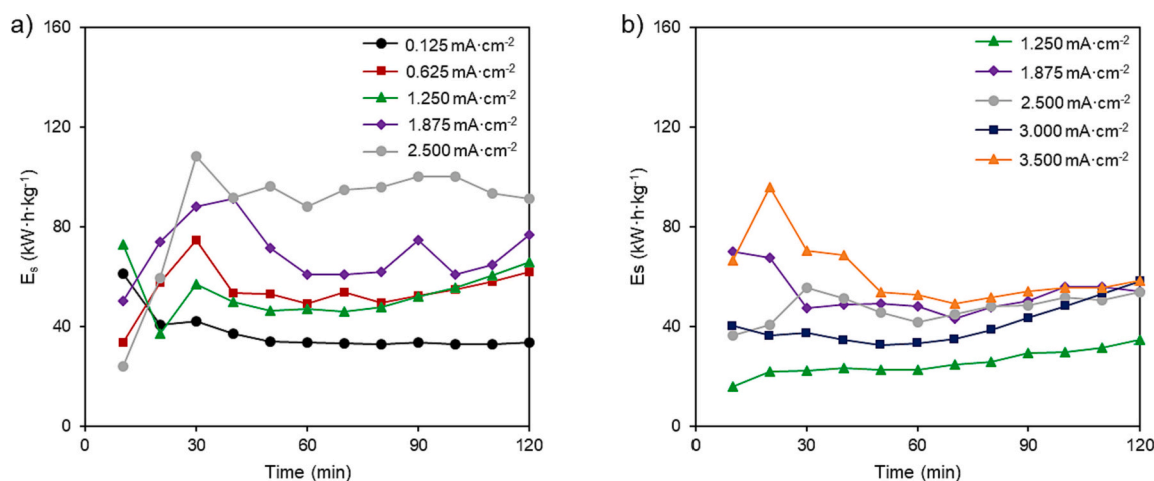 a)
E_s (kW·h·kg⁻¹)
160
120
80
40
0
0.125 mA·cm⁻²
0.625 mA·cm⁻²
1.250 mA·cm⁻²
1.875 mA·cm⁻²
2.500 mA·cm⁻²
0 30 60 90 120
Time (min)
b)
Es (kW·h·kg⁻¹)
160
120
80
40
0
1.250 mA·cm⁻²
1.875 mA·cm⁻²
2.500 mA·cm⁻²
3.000 mA·cm⁻²
3.500 mA·cm⁻²
0 30 60 90 120
Time (min)